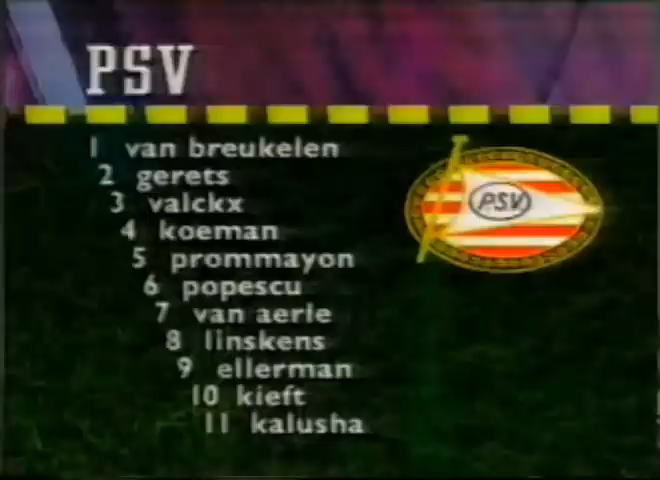 PSV
1 van breukelen
2 gerets
3 valckx
4 koeman
5 prommayon
6 popescu
7 van aerle
8 linskens
9 ellerman
10 kieft
11 kalusha
PSV